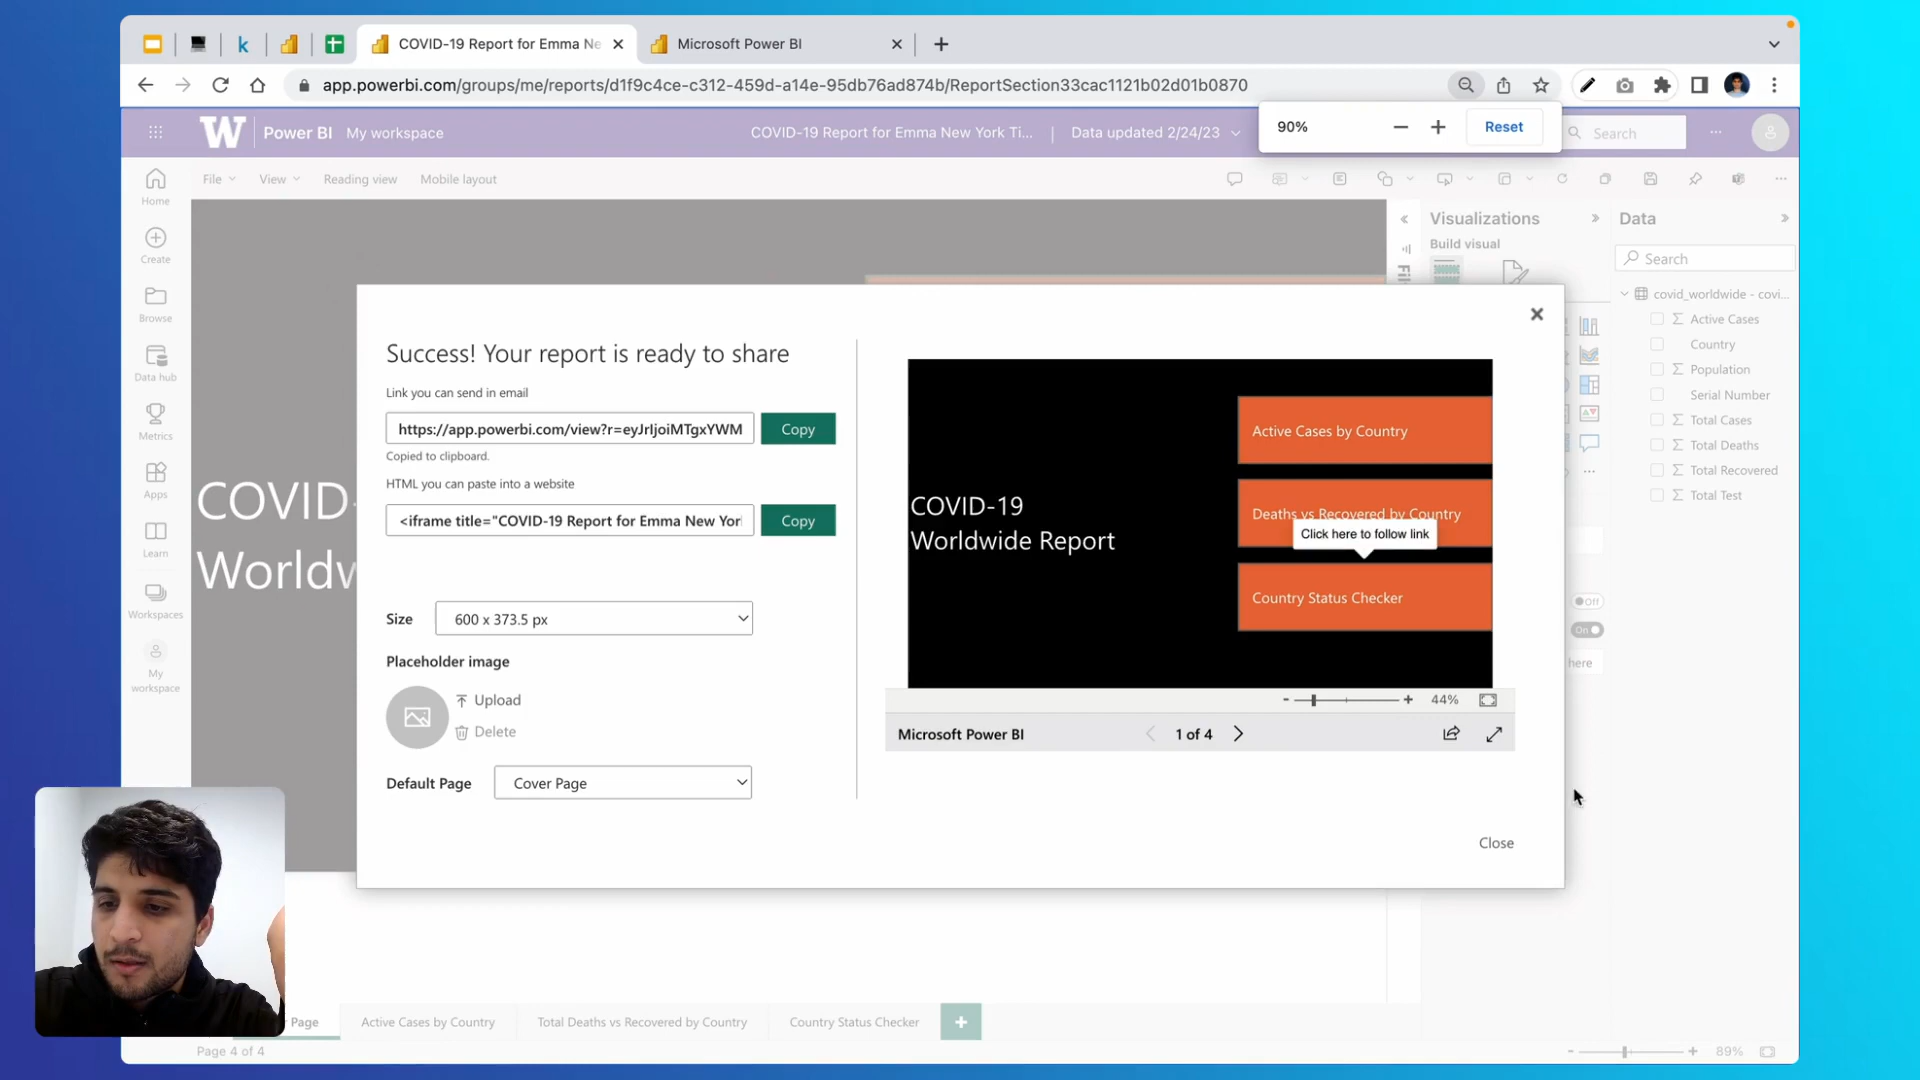 COVID-19 Report for Emma Ne
Microsoft Power BI
app.powerbi.com/groups/me/reports/d1f9c4ce-c312-459d-a14e-95db76ad874b/ReportSection33cac1121b02d01b0870
W Power BI My workspace
COVID-19 Report for Emma New York Ti... | Data updated 2/24/23
90%
Reset
Search
File View Reading view Mobile layout
Home
Create
Browse
Data hub
Metrics
Apps
Learn
Workspaces
My workspace
COVID-
Worldw
Visualizations
Build visual
Fil
Off
On
here
Data
Search
covid_worldwide - covi...
Active Cases
Country
Population
Serial Number
Total Cases
Total Deaths
Total Recovered
Total Test
Success! Your report is ready to share
Link you can send in email
https://app.powerbi.com/view?r=eyJrIjoiMTgxYWM
Copy
Copied to clipboard.
HTML you can paste into a website
<iframe title="COVID-19 Report for Emma New Yor
Copy
Size
600 x 373.5 px
Placeholder image
Upload
Delete
Default Page
Cover Page
COVID-19
Worldwide Report
Active Cases by Country
Deaths vs Recovered by Country
Click here to follow link
Country Status Checker
44%
Microsoft Power BI
1 of 4
Close
Page
Active Cases by Country
Total Deaths vs Recovered by Country
Country Status Checker
Page 4 of 4
89%